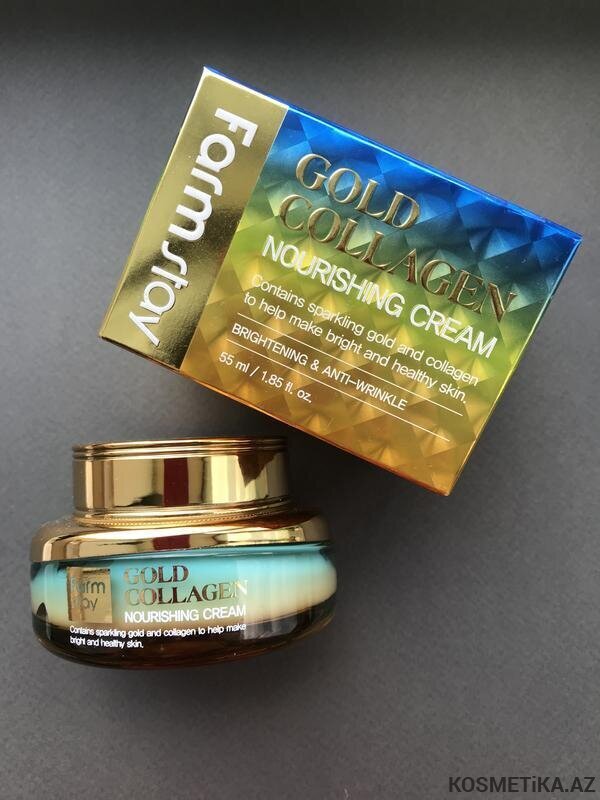 Farmstay
GOLD
COLLAGEN
NOURISHING CREAM
Contains sparkling gold and collagen
to help make bright and healthy skin.
BRIGHTENING & ANTI-WRINKLE
55 ml / 1.85 fl. oz.
Farm
stay
GOLD
COLLAGEN
NOURISHING CREAM
Contains sparkling gold and collagen to help make
bright and healthy skin.
KOSMETiKA.AZ